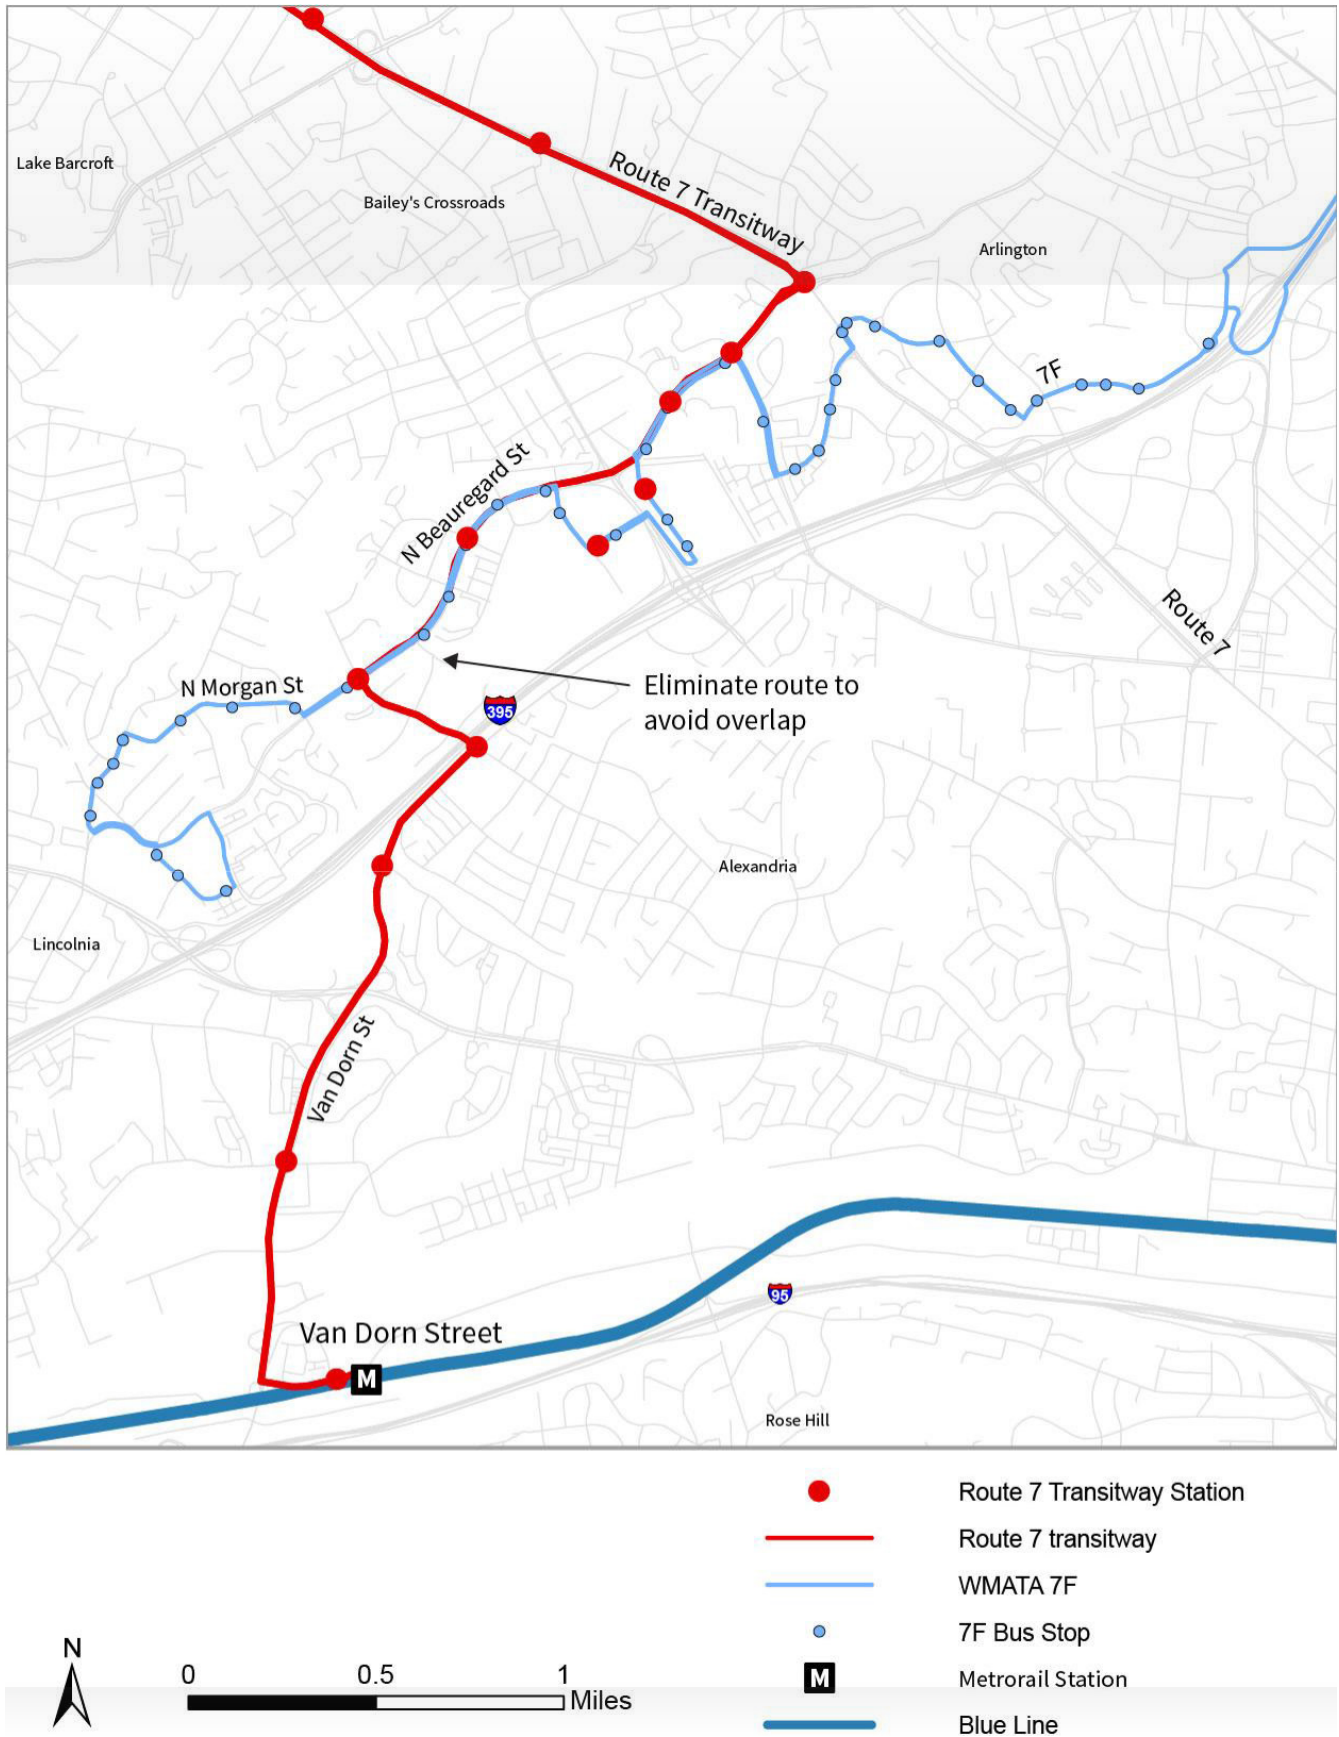 Route 7 Transitway
Lake Barcroft
Bailey's Crossroads
Arlington
7F
N Beauregard St
Route 7
N Morgan St
Eliminate route to
avoid overlap
395
Alexandria
Lincolnia
Van Dorn St
95
Van Dorn Street
M
Rose Hill
Route 7 Transitway Station
Route 7 transitway
WMATA 7F
7F Bus Stop
M Metrorail Station
Blue Line
N
0 0.5 1
Miles